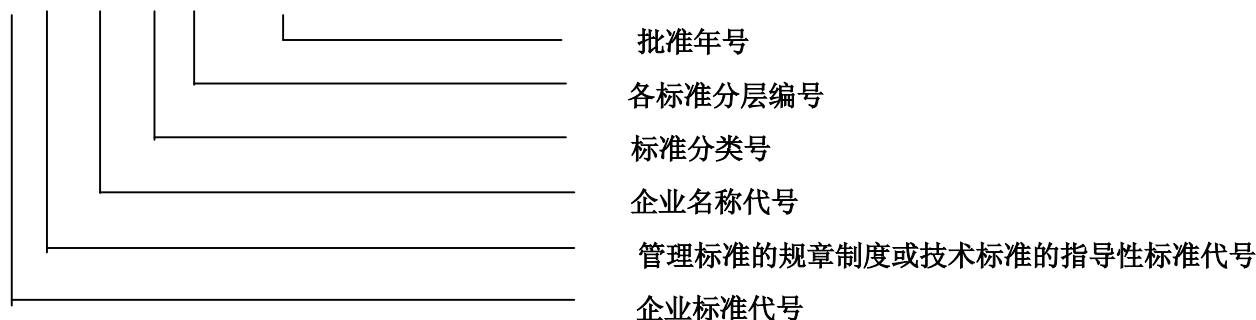 批准年号
各标准分层编号
标准分类号
企业名称代号
管理标准的规章制度或技术标准的指导性标准代号
企业标准代号